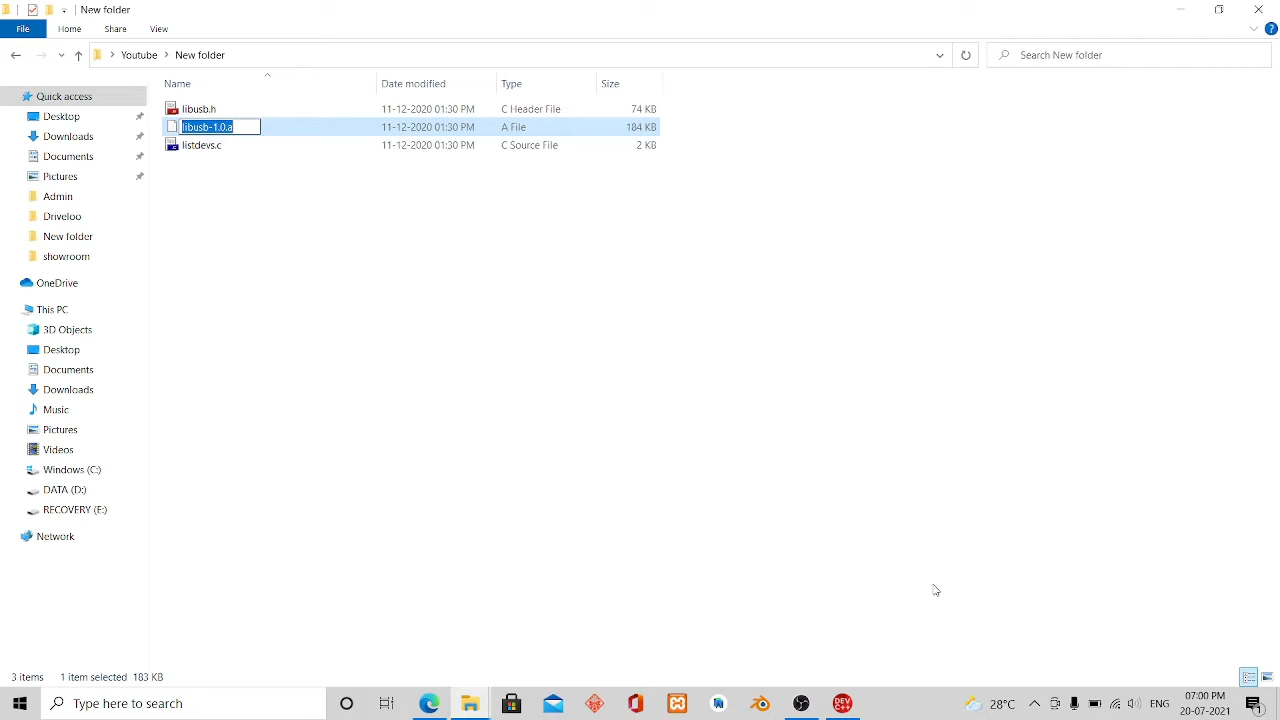 New folder
File Home Share View
Youtube New folder Search New folder
Name Date modified Type Size
Quick access
libusb.h 11-12-2020 01:30 PM C Header File 74 KB
libusb-1.0.a 11-12-2020 01:30 PM A File 184 KB
listdevs.c 11-12-2020 01:30 PM C Source File 2 KB
Desktop
Downloads
Documents
Pictures
Admin
Driveloo
New folder
showroom
OneDrive
This PC
3D Objects
Desktop
Documents
Downloads
Music
Pictures
Videos
Windows (C:)
DATA (D:)
RECOVERY (E:)
Network
3 items 1 item selected 183 KB
Type here to search DEV C++ 28°C ENG 07:00 PM
20-07-2021 1